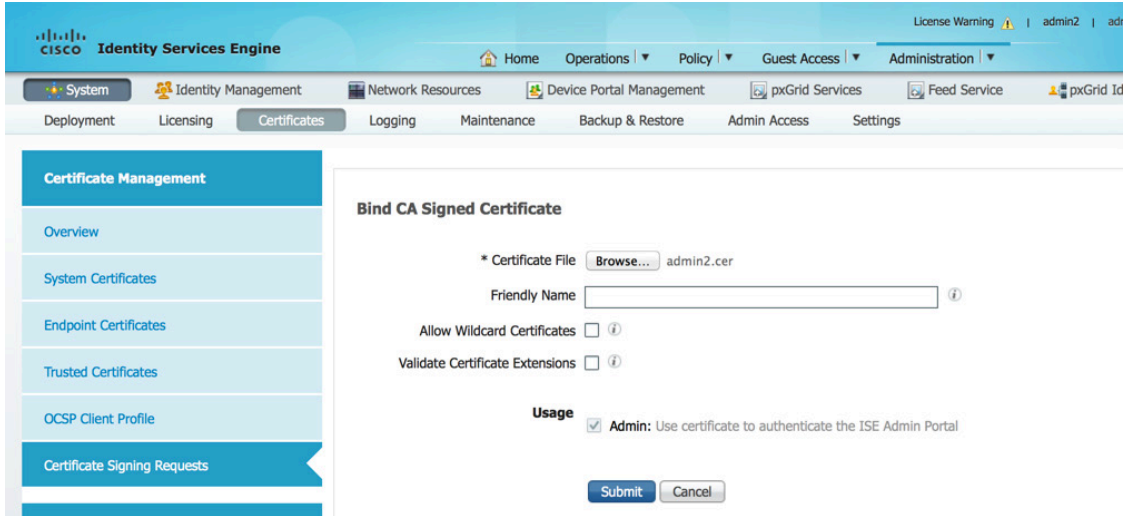 License Warning | admin2 | adm
CISCO Identity Services Engine
Home Operations | Policy | Guest Access | Administration |
System Identity Management Network Resources Device Portal Management pxGrid Services Feed Service pxGrid Id
Deployment Licensing Certificates Logging Maintenance Backup & Restore Admin Access Settings
Certificate Management
Overview
System Certificates
Endpoint Certificates
Trusted Certificates
OCSP Client Profile
Certificate Signing Requests
Bind CA Signed Certificate
* Certificate File Browse... admin2.cer
Friendly Name
Allow Wildcard Certificates
Validate Certificate Extensions
Usage
Admin: Use certificate to authenticate the ISE Admin Portal
Submit Cancel